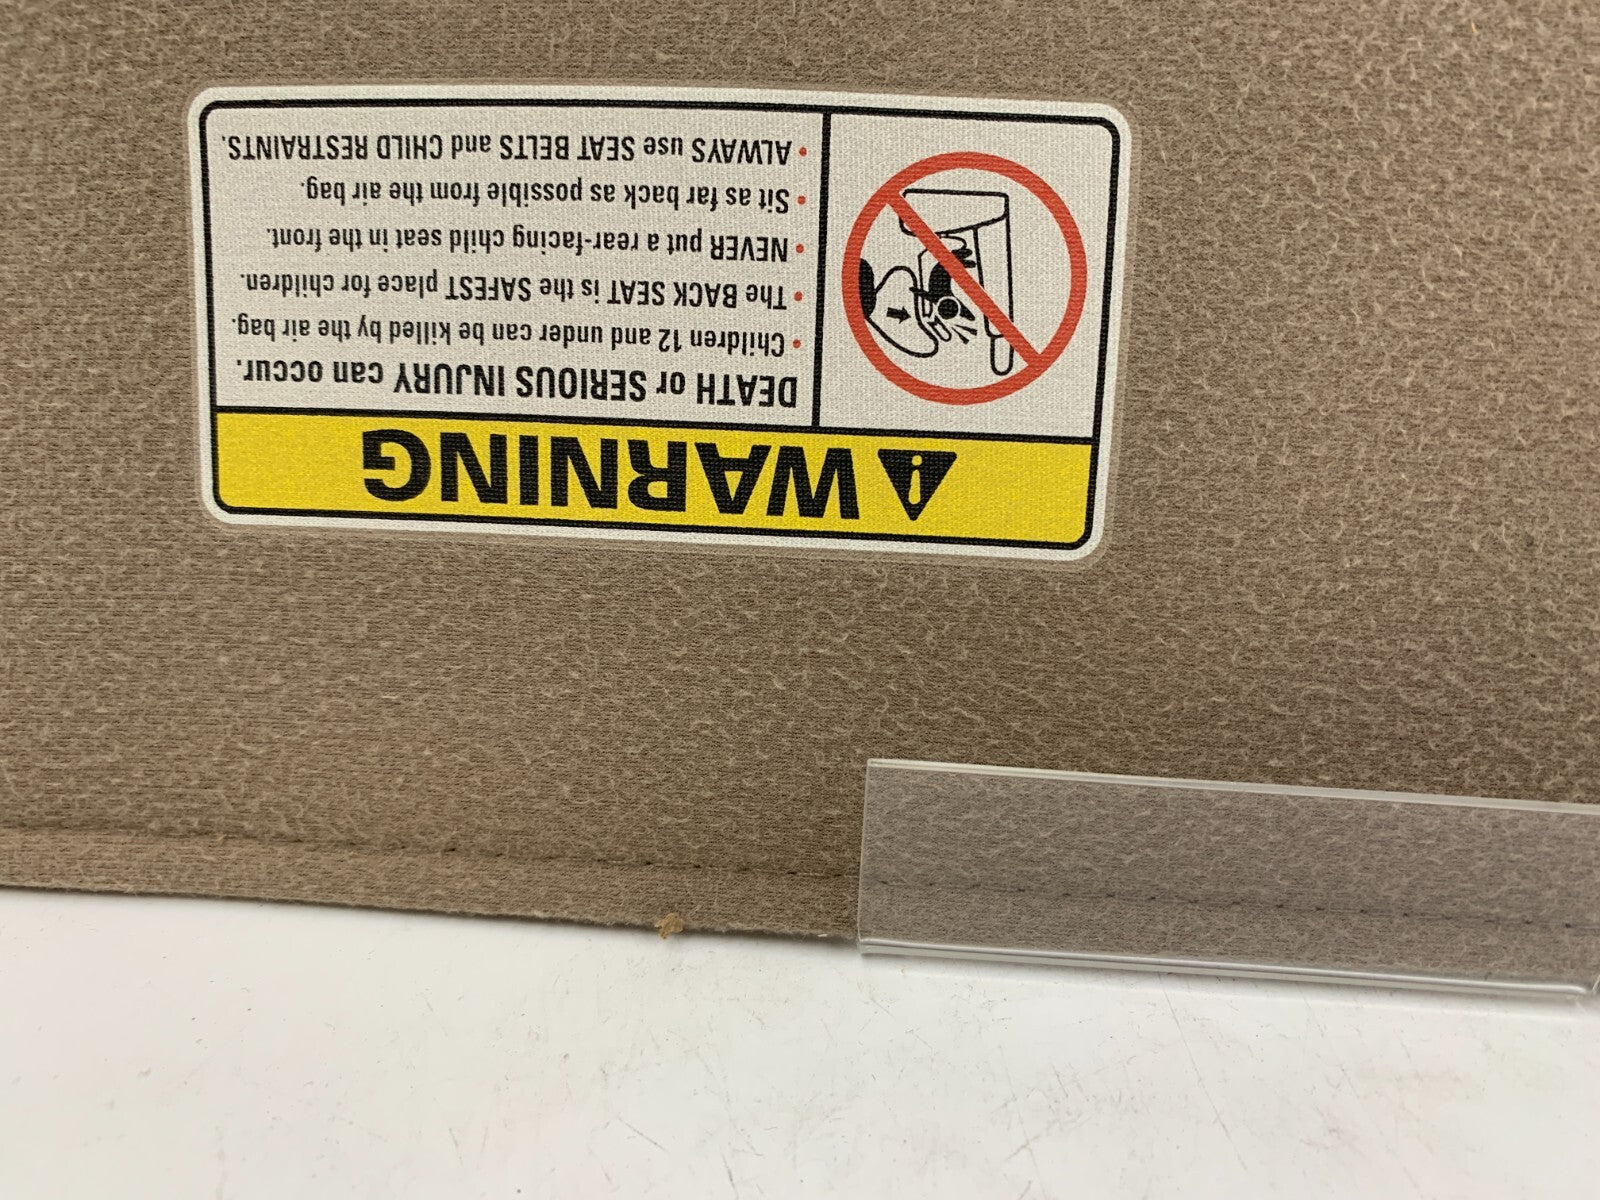 WARNING
DEATH or SERIOUS INJURY can occur.
• Children 12 and under can be killed by the air bag.
• The BACK SEAT is the SAFEST place for children.
• NEVER put a rear-facing child seat in the front.
• Sit as far back as possible from the air bag.
• ALWAYS use SEAT BELTS and CHILD RESTRAINTS.